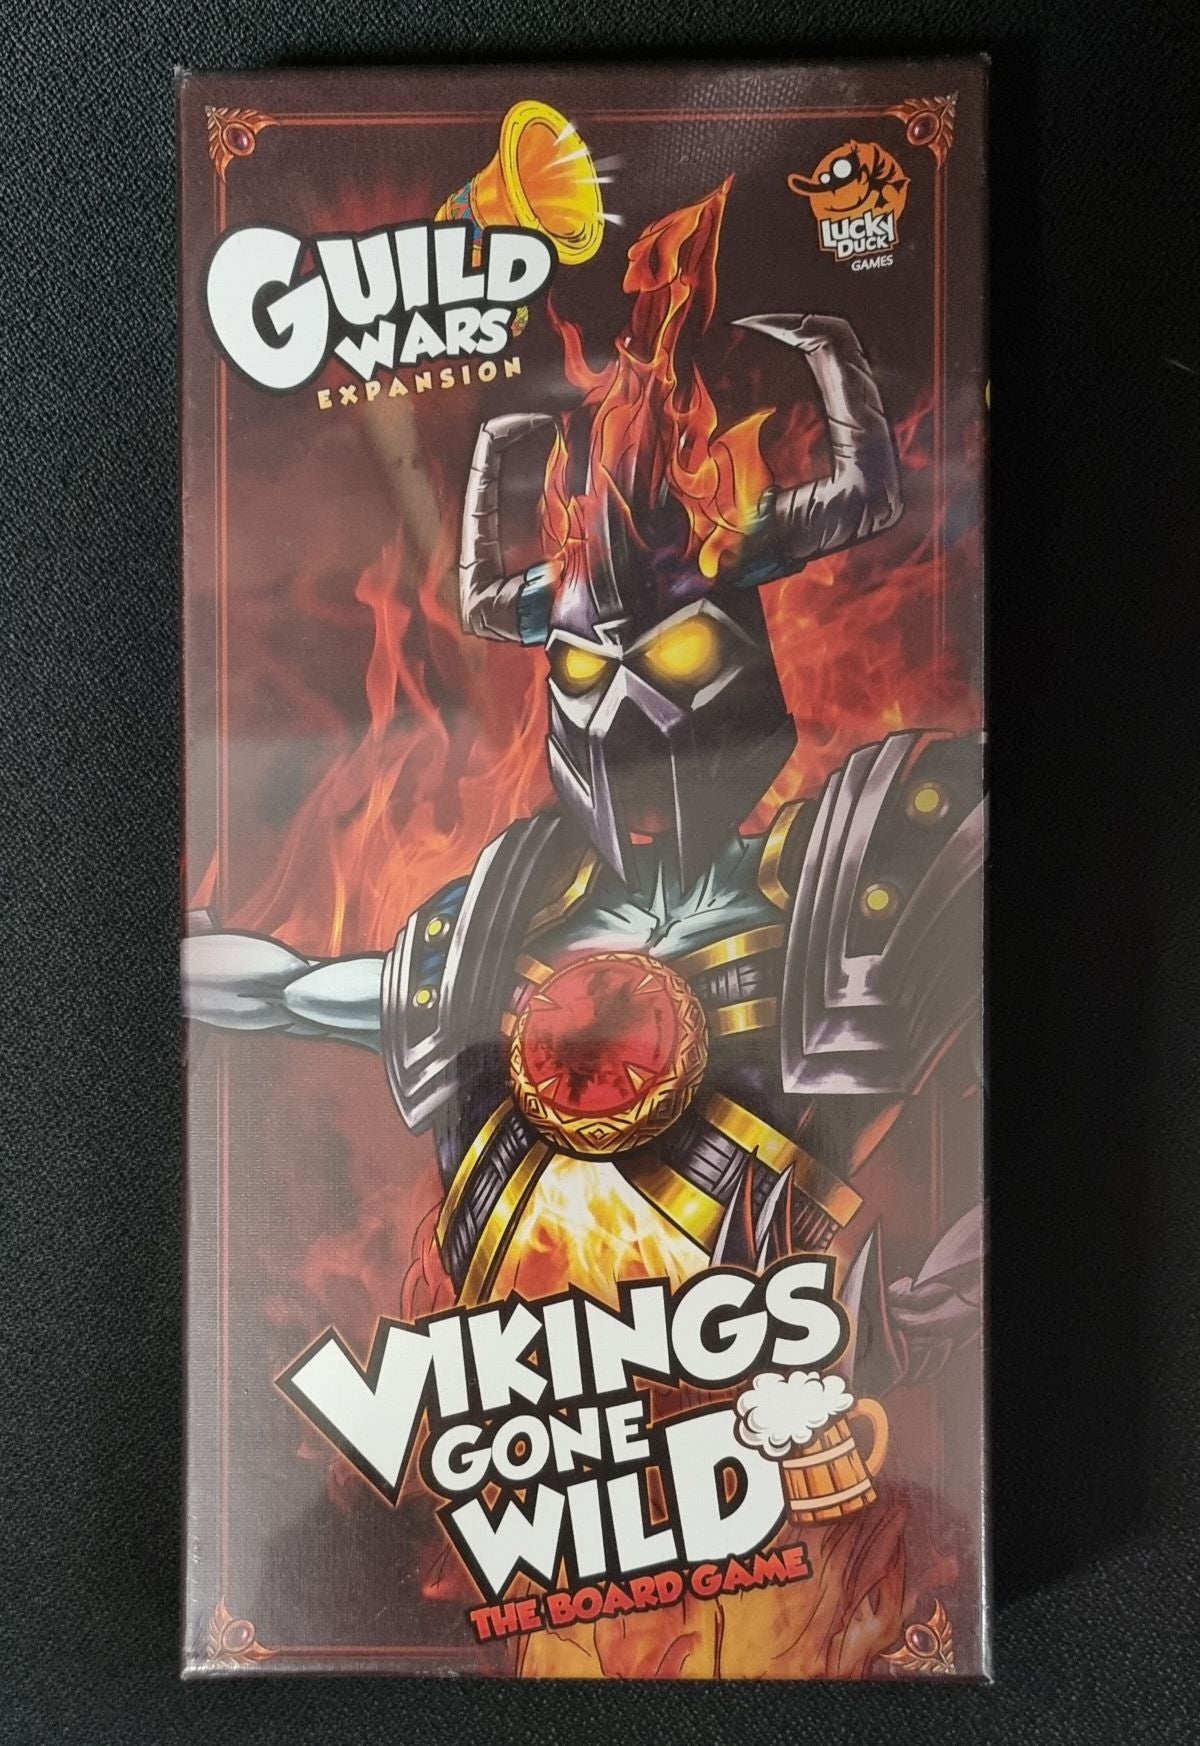 GUILD
WARS
EXPANSION
LUCKY
DUCK
GAMES
VIKINGS
GONE
WILD
THE BOARD GAME